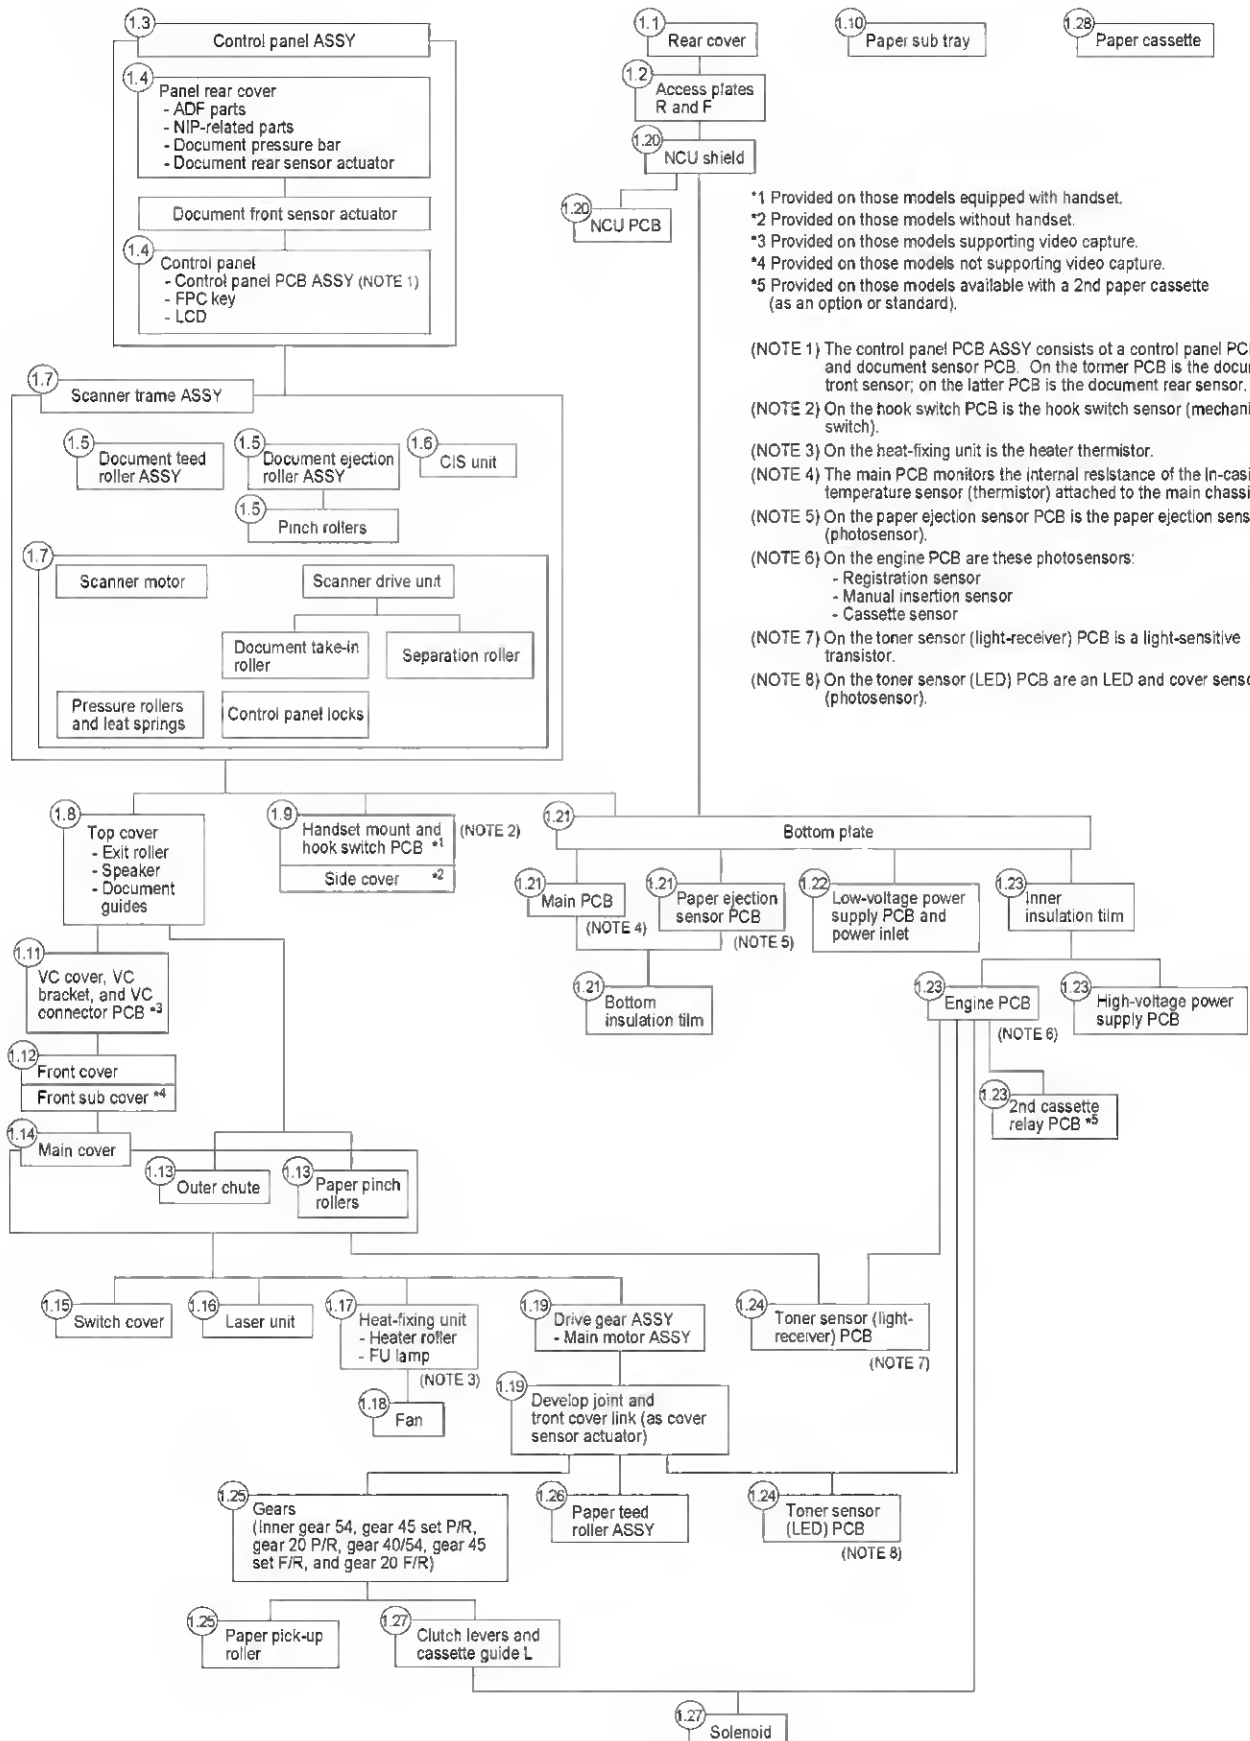 1.3
Control panel ASSY
1.4
Panel rear cover
- ADF parts
- NIP-related parts
- Document pressure bar
- Document rear sensor actuator
Document front sensor actuator
1.4
Control panel
- Control panel PCB ASSY (NOTE 1)
- FPC key
- LCD
1.1
Rear cover
1.2
Access plates
R and F
1.20
NCU shield
1.20
NCU PCB
1.10
Paper sub tray
1.28
Paper cassette
*1 Provided on those models equipped with handset.
*2 Provided on those models without handset.
*3 Provided on those models supporting video capture.
*4 Provided on those models not supporting video capture.
*5 Provided on those models available with a 2nd paper cassette
(as an option or standard).
(NOTE 1) The control panel PCB ASSY consists ot a control panel PC
and document sensor PCB. On the tormer PCB is the docu
tront sensor; on the latter PCB is the document rear sensor.
(NOTE 2) On the hook switch PCB is the hook switch sensor (mechani
switch).
(NOTE 3) On the heat-fixing unit is the heater thermistor.
(NOTE 4) The main PCB monitors the internal resistance of the In-casi
temperature sensor (thermistor) attached to the main chassi
(NOTE 5) On the paper ejection sensor PCB is the paper ejection sens
(photosensor).
(NOTE 6) On the engine PCB are these photosensors:
- Registration sensor
- Manual insertion sensor
- Cassette sensor
(NOTE 7) On the toner sensor (light-receiver) PCB is a light-sensitive
transistor.
(NOTE 8) On the toner sensor (LED) PCB are an LED and cover senso
(photosensor).
1.7
Scanner trame ASSY
1.5
Document teed
roller ASSY
1.5
Document ejection
roller ASSY
1.6
CIS unit
1.5
Pinch rollers
1.7
Scanner motor
Scanner drive unit
Document take-in
roller
Separation roller
Pressure rollers
and leat springs
Control panel locks
1.8
Top cover
- Exit roller
- Speaker
- Document
guides
1.9
Handset mount and
hook switch PCB *1
(NOTE 2)
Side cover *2
1.21
Bottom plate
1.21
Main PCB
(NOTE 4)
1.21
Paper ejection
sensor PCB
(NOTE 5)
1.22
Low-voltage power
supply PCB and
power inlet
1.23
Inner
insulation tilm
1.21
Bottom
insulation tilm
1.23
Engine PCB
(NOTE 6)
1.23
High-voltage power
supply PCB
1.23
2nd cassette
relay PCB *5
1.11
VC cover, VC
bracket, and VC
connector PCB *3
1.12
Front cover
Front sub cover *4
1.14
Main cover
1.13
Outer chute
1.13
Paper pinch
rollers
1.15
Switch cover
1.16
Laser unit
1.17
Heat-fixing unit
- Heater roller
- FU lamp
(NOTE 3)
1.18
Fan
1.19
Drive gear ASSY
- Main motor ASSY
1.24
Toner sensor (light-
receiver) PCB
(NOTE 7)
1.19
Develop joint and
tront cover link (as cover
sensor actuator)
1.25
Gears
(Inner gear 54, gear 45 set P/R,
gear 20 P/R, gear 40/54, gear 45
set F/R, and gear 20 F/R)
1.26
Paper teed
roller ASSY
1.24
Toner sensor
(LED) PCB
(NOTE 8)
1.25
Paper pick-up
roller
1.27
Clutch levers and
cassette guide L
1.27
Solenoid